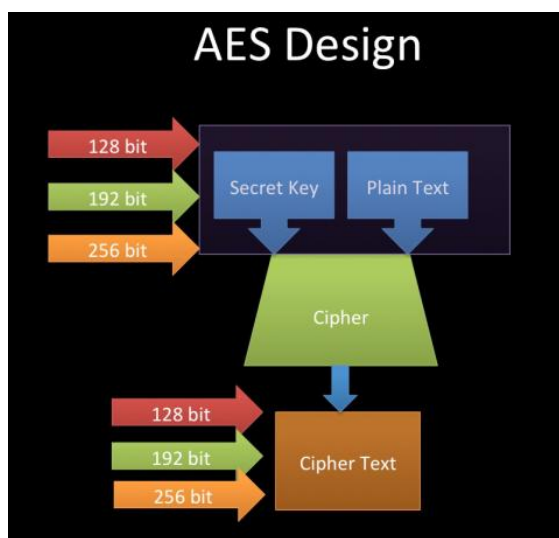 AES Design
128 bit
192 bit
256 bit
Secret Key
Plain Text
Cipher
128 bit
192 bit
256 bit
Cipher Text